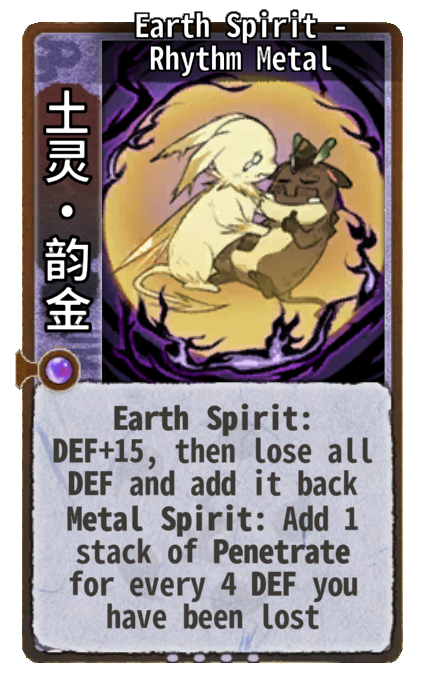 Earth Spirit -
Rhythm Metal
土灵·韵金
Earth Spirit:
DEF+15, then lose all
DEF and add it back
Metal Spirit: Add 1
stack of Penetrate
for every 4 DEF you
have been lost